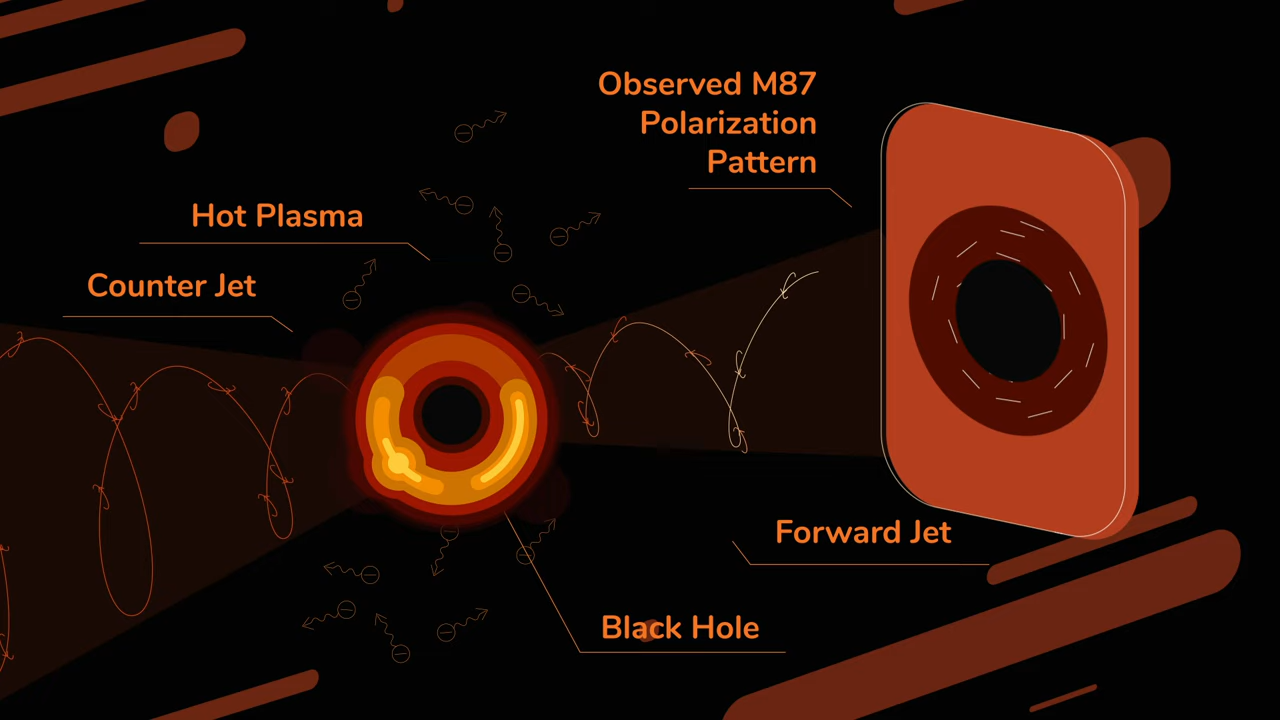 Observed M87
Polarization
Pattern
Hot Plasma
Counter Jet
Forward Jet
Black Hole